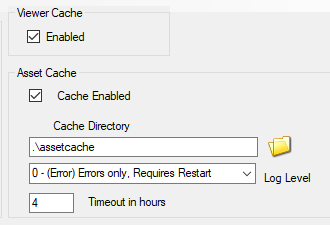 Viewer Cache
Enabled
Asset Cache
Cache Enabled
Cache Directory
.\assetcache
0 - (Error) Errors only, Requires Restart
Log Level
4
Timeout in hours